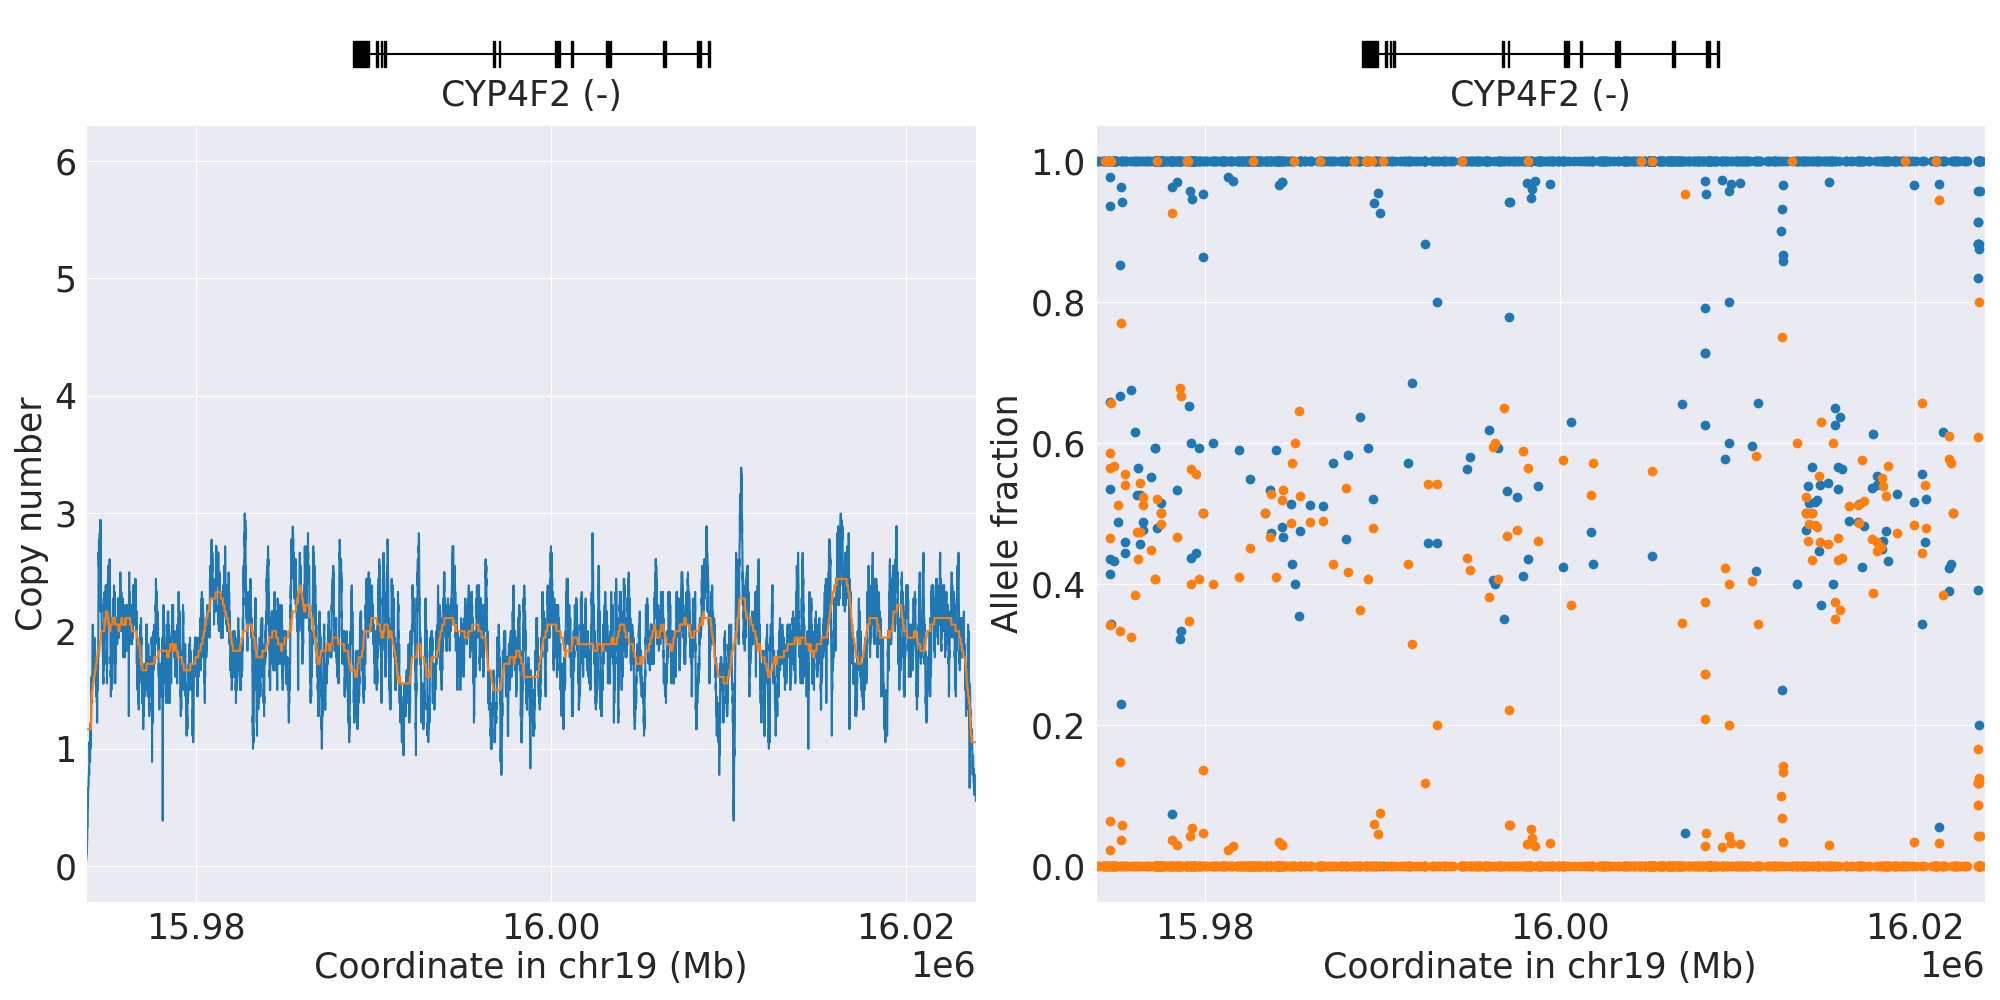 CYP4F2 (-)
6
5
4
3
2
1
0
Copy number
15.98
16.00
16.02
Coordinate in chr19 (Mb)
1e6
CYP4F2 (-)
1.0
0.8
0.6
0.4
0.2
0.0
Allele fraction
15.98
16.00
16.02
Coordinate in chr19 (Mb)
1e6